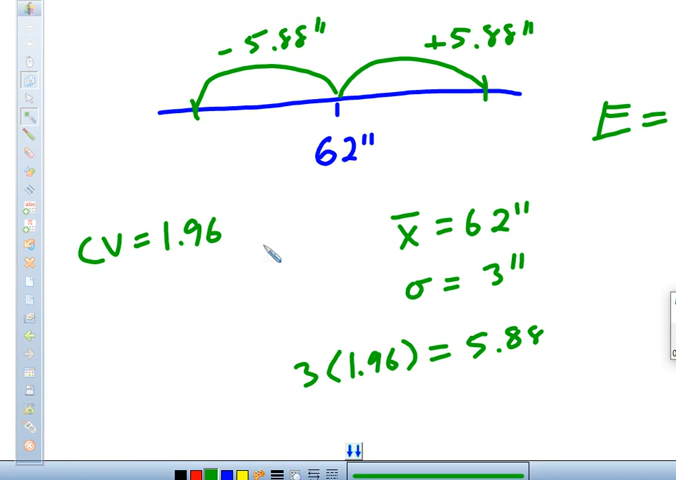 - 5.88" +5.88"
62"
E =
CV = 1.96
x̅ = 62"
σ = 3"
3(1.96) = 5.88